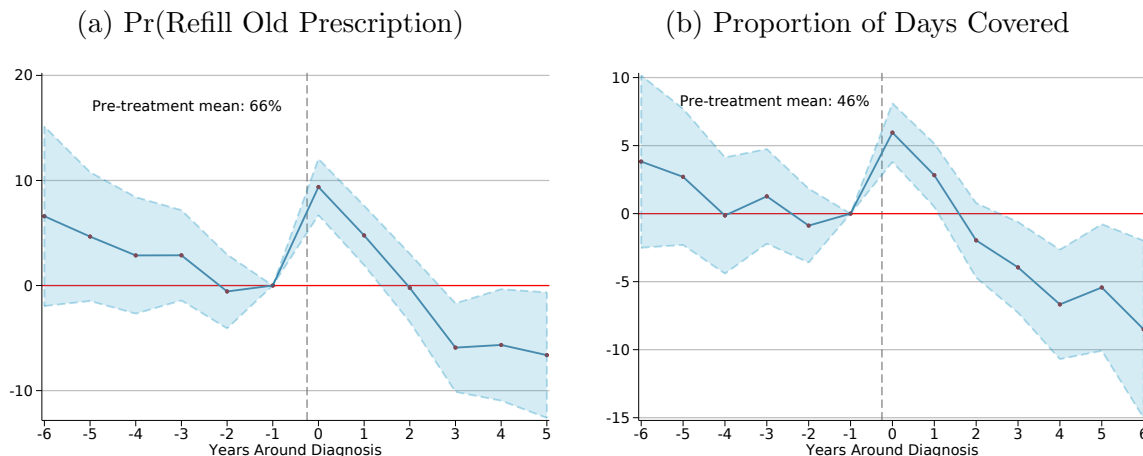 (a) Pr(Refill Old Prescription)
20
10
0
-10
Pre-treatment mean: 66%
-6 -5 -4 -3 -2 -1 0 1 2 3 4 5
Years Around Diagnosis
(b) Proportion of Days Covered
10
5
0
-5
-10
-15
Pre-treatment mean: 46%
-6 -5 -4 -3 -2 -1 0 1 2 3 4 5 6
Years Around Diagnosis